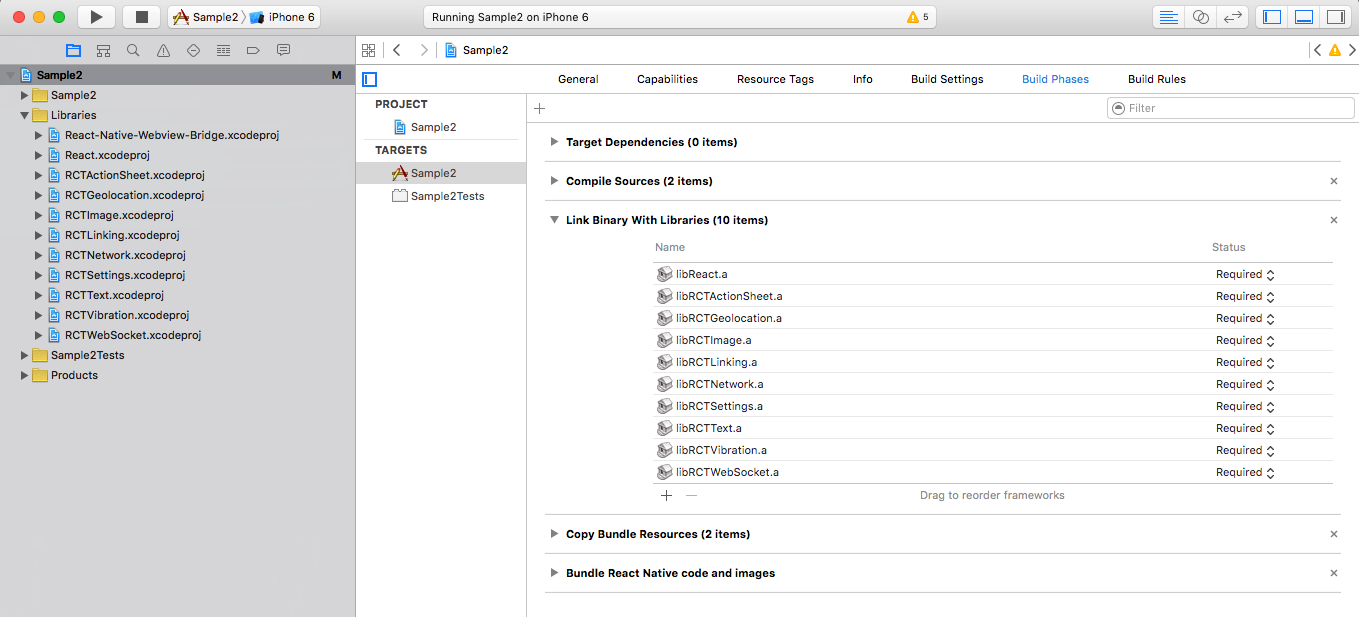 Sample2 iPhone 6
Running Sample2 on iPhone 6
5
Sample2 M
Sample2
Libraries
React-Native-Webview-Bridge.xcodeproj
React.xcodeproj
RCTActionSheet.xcodeproj
RCTGeolocation.xcodeproj
RCTImage.xcodeproj
RCTLinking.xcodeproj
RCTNetwork.xcodeproj
RCTSettings.xcodeproj
RCTText.xcodeproj
RCTVibration.xcodeproj
RCTWebSocket.xcodeproj
Sample2Tests
Products
Sample2
General Capabilities Resource Tags Info Build Settings Build Phases Build Rules
PROJECT
Sample2
TARGETS
Sample2
Sample2Tests
Filter
Target Dependencies (0 items)
Compile Sources (2 items)
Link Binary With Libraries (10 items)
Name Status
libReact.a Required
libRCTActionSheet.a Required
libRCTGeolocation.a Required
libRCTImage.a Required
libRCTLinking.a Required
libRCTNetwork.a Required
libRCTSettings.a Required
libRCTText.a Required
libRCTVibration.a Required
libRCTWebSocket.a Required
Drag to reorder frameworks
Copy Bundle Resources (2 items)
Bundle React Native code and images